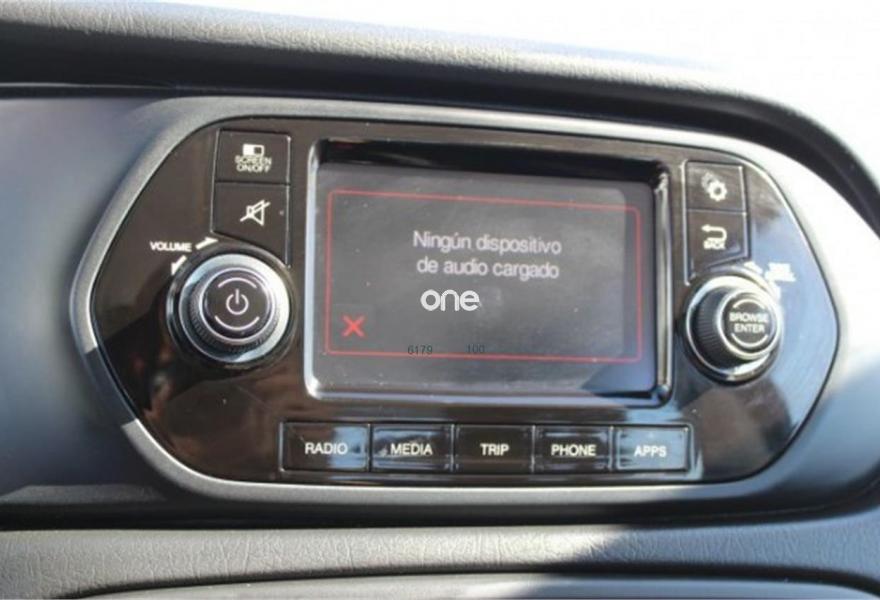 SCREEN
ON/OFF
VOLUME
BACK
Ningún dispositivo
de audio cargado
one
BROWSE
ENTER
6179 100
RADIO MEDIA TRIP PHONE APPS